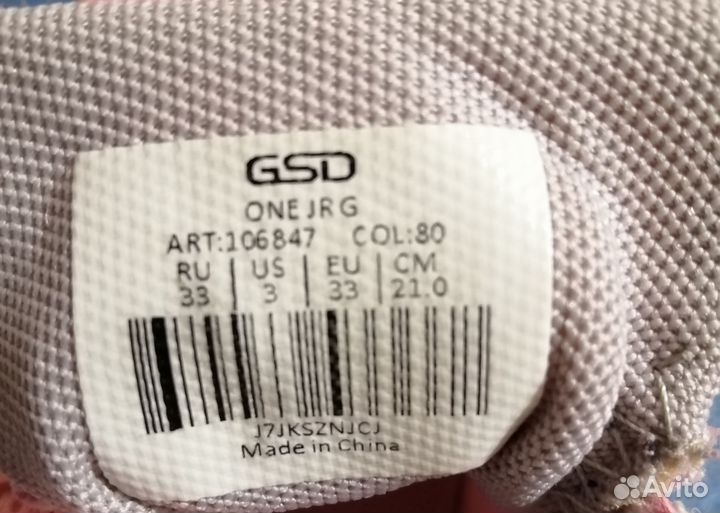 GSD
ONE JR G
ART:106847 COL:80
RU | US | EU | CM
33 | 3 | 33 | 21.0
J7JKSZNJCJ
Made in China
Avito